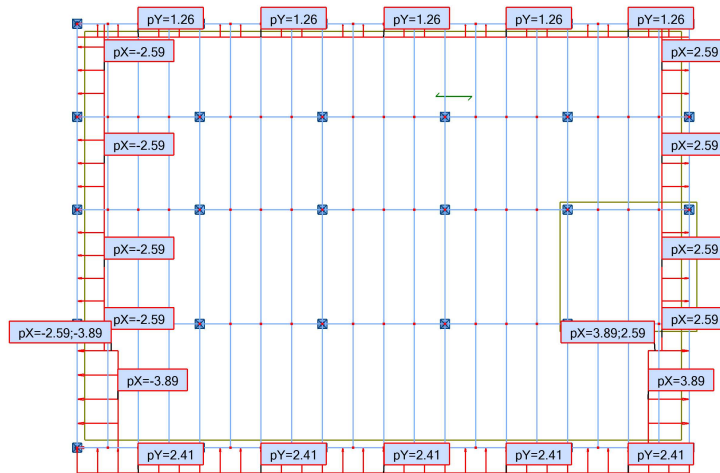 pY=1.26 pY=1.26 pY=1.26 pY=1.26 pY=1.26
pX=-2.59 pX=2.59
pX=-2.59 pX=2.59
pX=-2.59 pX=2.59
pX=-2.59 pX=2.59
pX=-2.59;-3.89 pX=3.89;2.59
pX=-3.89 pX=3.89
pY=2.41 pY=2.41 pY=2.41 pY=2.41 pY=2.41